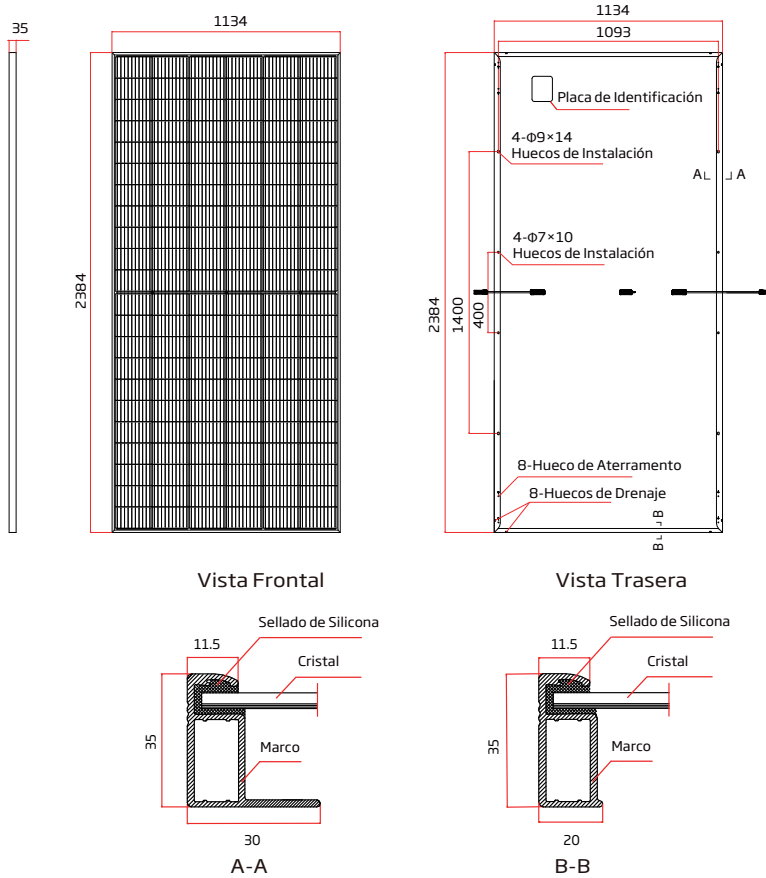 35
1134
2384
Vista Frontal
1134
1093
Placa de Identificación
4-Φ9×14
Huecos de Instalación
A
A
4-Φ7×10
Huecos de Instalación
2384
1400
400
8-Hueco de Aterramento
8-Huecos de Drenaje
B
B
Vista Trasera
Sellado de Silicona
11.5
Cristal
35
Marco
30
A-A
Sellado de Silicona
11.5
Cristal
35
Marco
20
B-B